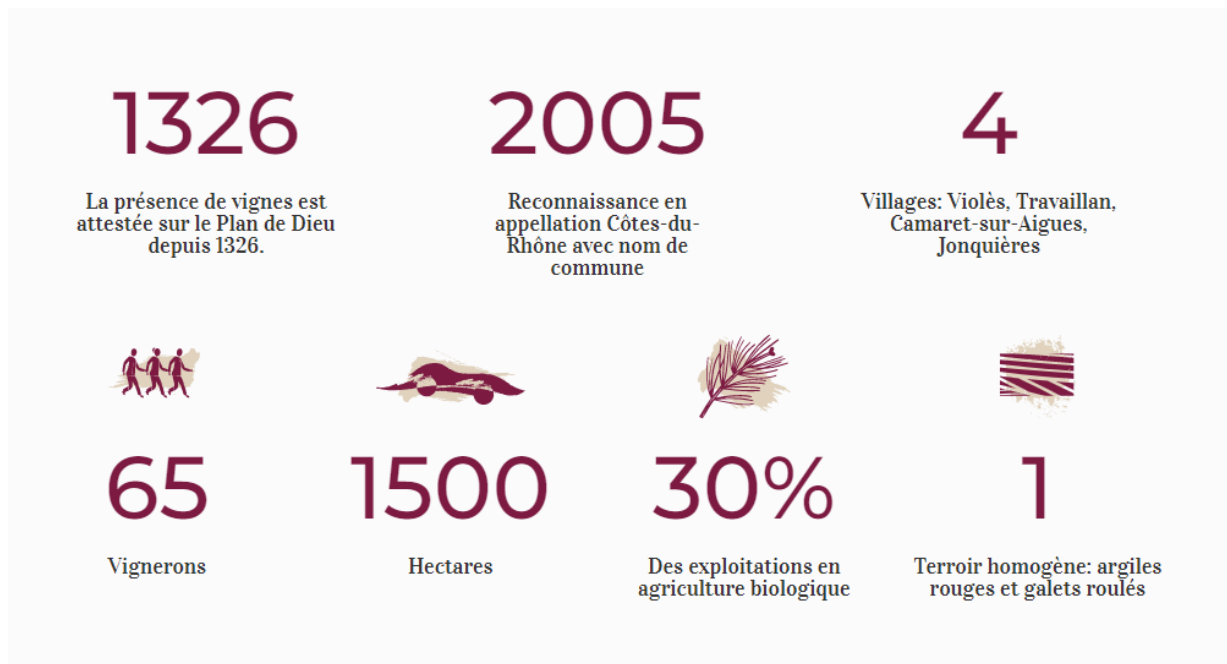 1326
La présence de vignes est
attestée sur le Plan de Dieu
depuis 1326.
2005
Reconnaissance en
appellation Côtes-du-
Rhône avec nom de
commune
4
Villages: Violès, Travaillan,
Camaret-sur-Aigues,
Jonquières
65
Vignerons
1500
Hectares
30%
Des exploitations en
agriculture biologique
1
Terroir homogène: argiles
rouges et galets roulés